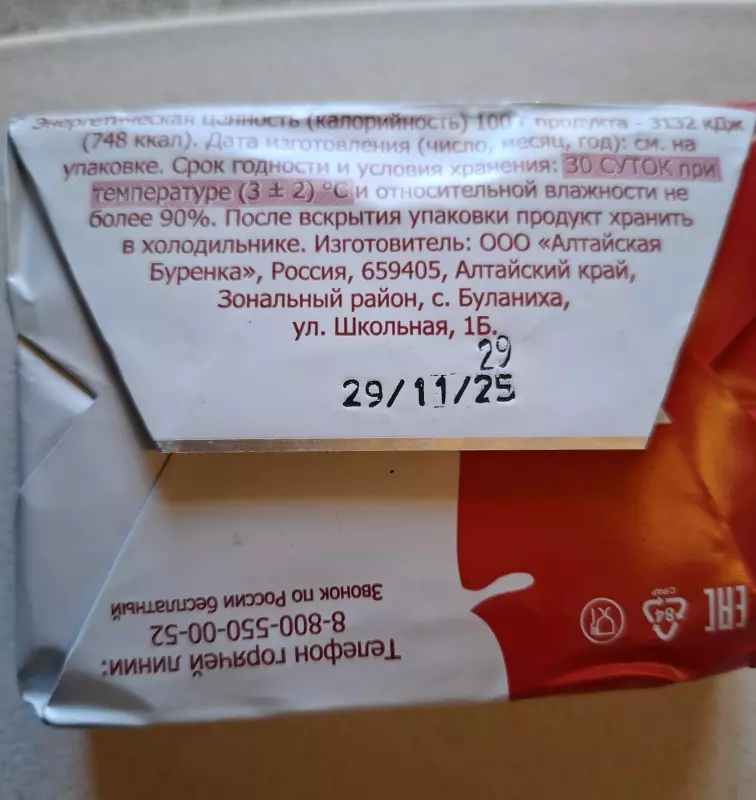 Энергетическая ценность (калорийность) 100 г продукта - 3132 кДж
(748 ккал). Дата изготовления (число, месяц, год): см. на
упаковке. Срок годности и условия хранения: 30 СУТОК при
температуре (3 ± 2) °С и относительной влажности не
более 90%. После вскрытия упаковки продукт хранить
в холодильнике. Изготовитель: ООО «Алтайская
Буренка», Россия, 659405, Алтайский край,
Зональный район, с. Буланиха,
ул. Школьная, 1Б.
29
29/11/25
Телефон горячей линии:
8-800-550-00-52
Звонок по России бесплатный
84
С/PAP
EAC